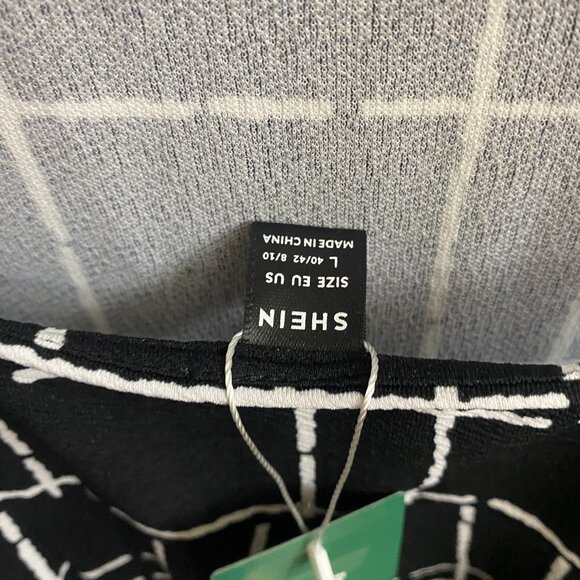 SHEIN
SIZE EU US
L 40/42 8/10
MADE IN CHINA